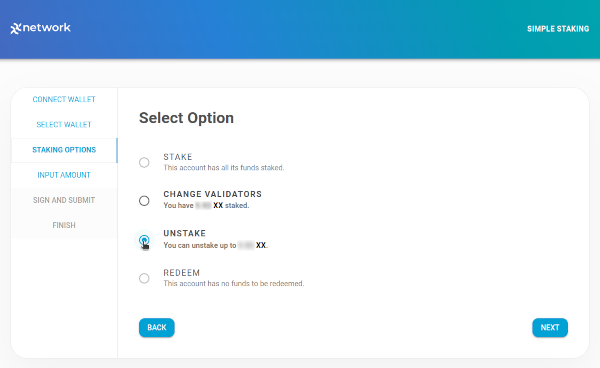 network
SIMPLE STAKING
CONNECT WALLET
SELECT WALLET
STAKING OPTIONS
INPUT AMOUNT
SIGN AND SUBMIT
FINISH
Select Option
STAKE
This account has all its funds staked.
CHANGE VALIDATORS
You have XX staked.
UNSTAKE
You can unstake up to XX.
REDEEM
This account has no funds to be redeemed.
BACK
NEXT